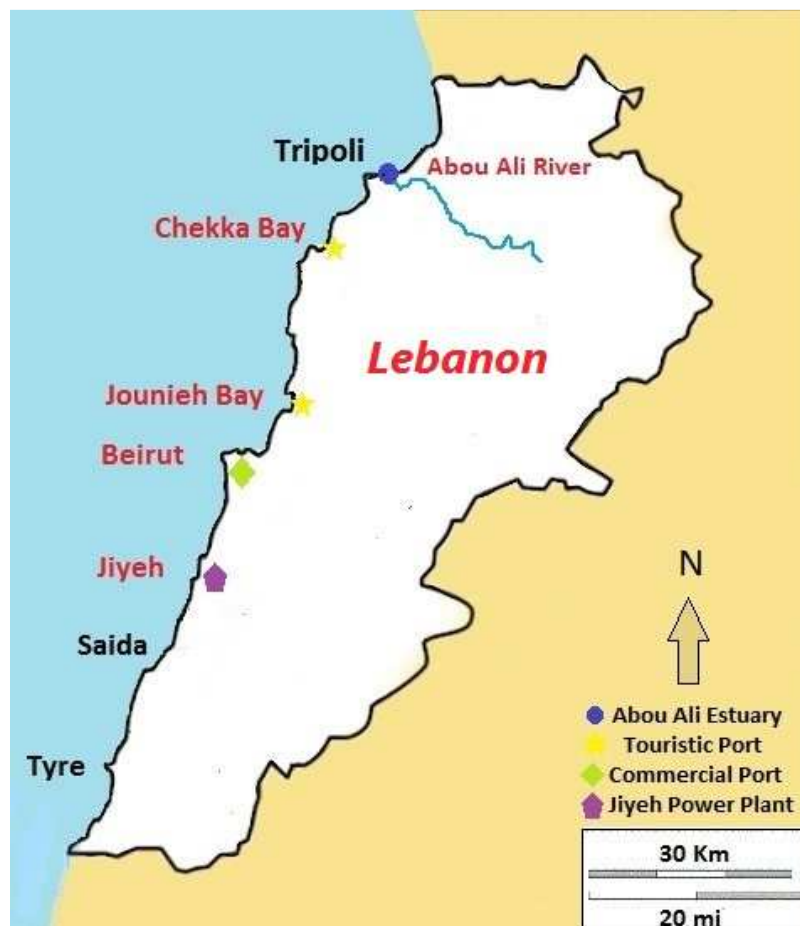 Tripoli
Abou Ali River
Chekka Bay
Lebanon
Jounieh Bay
Beirut
Jiyeh
N
Saida
Abou Ali Estuary
Touristic Port
Tyre
Commercial Port
Jiyeh Power Plant
30 Km
20 mi